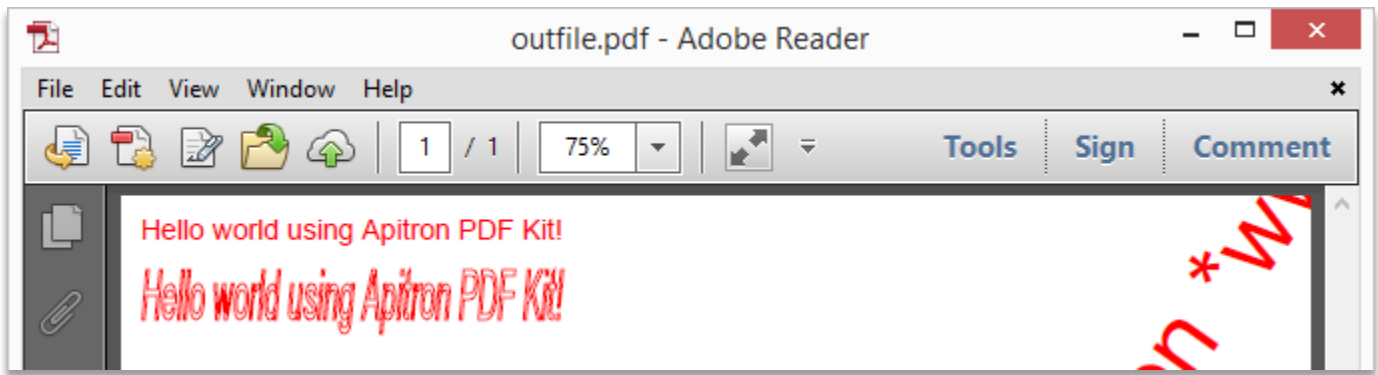 outfile.pdf - Adobe Reader
File Edit View Window Help
1 / 1 75% Tools Sign Comment
Hello world using Apitron PDF Kit!
Hello world using Apitron PDF Kit!